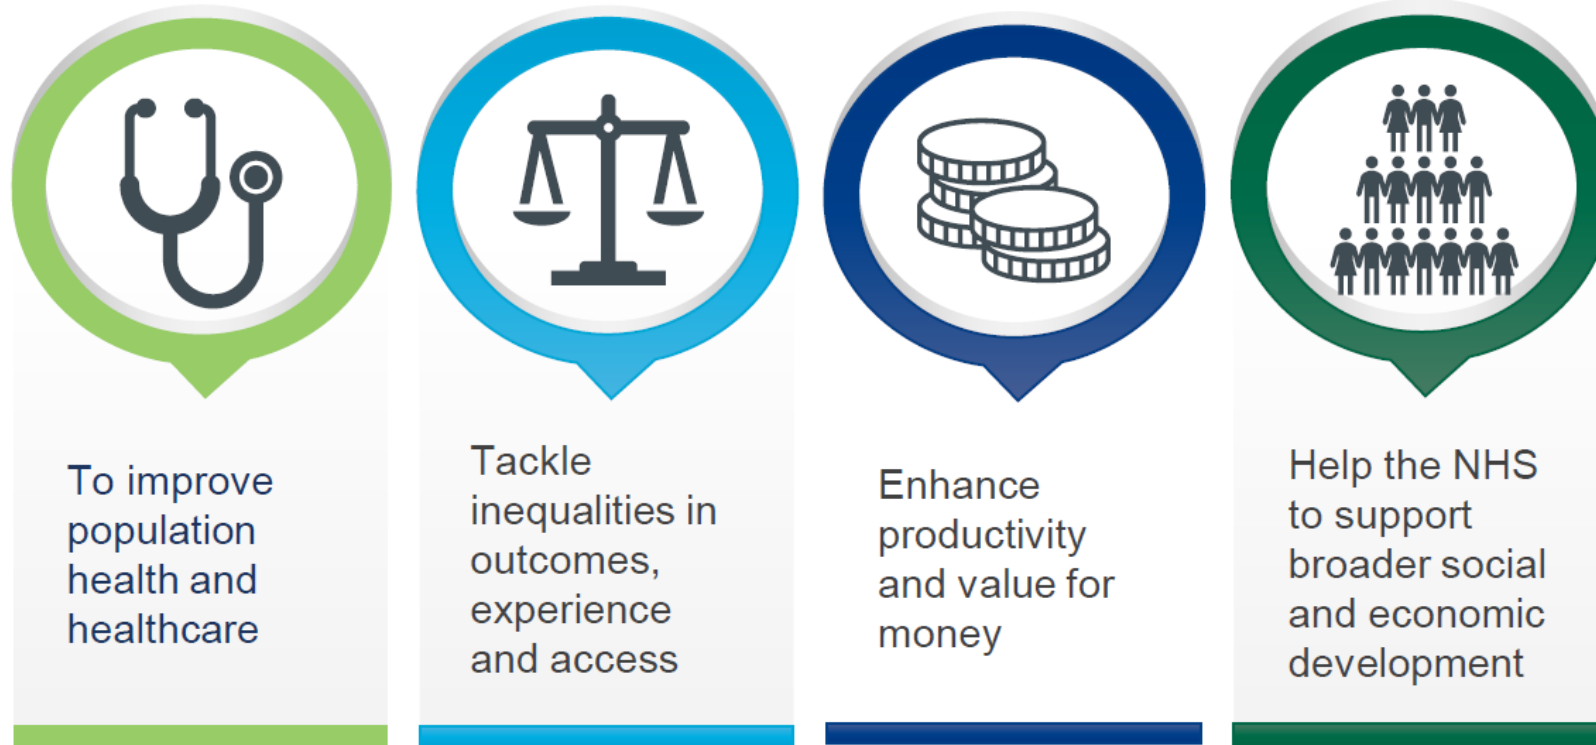 To improve
population
health and
healthcare
Tackle
inequalities in
outcomes,
experience
and access
Enhance
productivity
and value for
money
Help the NHS
to support
broader social
and economic
development